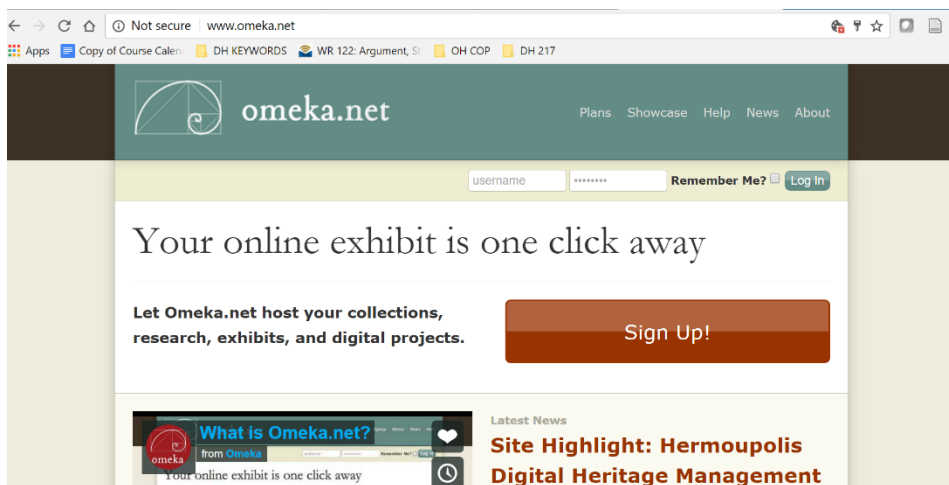 Not secure www.omeka.net
Apps Copy of Course Calen DH KEYWORDS WR 122: Argument, St OH COP DH 217
omeka.net
Plans Showcase Help News About
username •••••••• Remember Me? Log In
Your online exhibit is one click away
Let Omeka.net host your collections,
research, exhibits, and digital projects.
Sign Up!
What is Omeka.net?
from Omeka
omeka
Your online exhibit is one click away
Latest News
Site Highlight: Hermoupolis
Digital Heritage Management